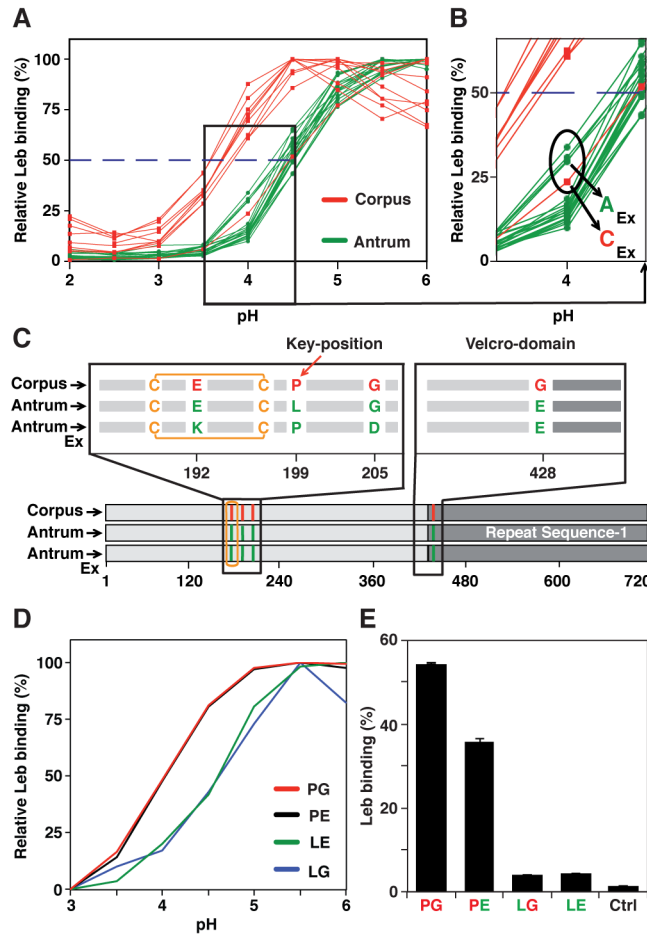 A
Relative Leb binding (%)
100
75
50
25
0
2 3 4 5 6
pH
Corpus
Antrum
B
Relative Leb binding (%)
50
25
0
4
pH
A Ex
C Ex
C
Key-position
Velcro-domain
Corpus C E C P G G
Antrum C E C L G E
Antrum Ex C K C P D E
192 199 205 428
Corpus
Antrum Repeat Sequence-1
Antrum
Ex
1 120 240 360 480 600 720
D
Relative Leb binding (%)
100
75
50
25
0
3 4 5 6
pH
PG
PE
LE
LG
E
Leb binding (%)
60
40
20
0
PG PE LG LE Ctrl